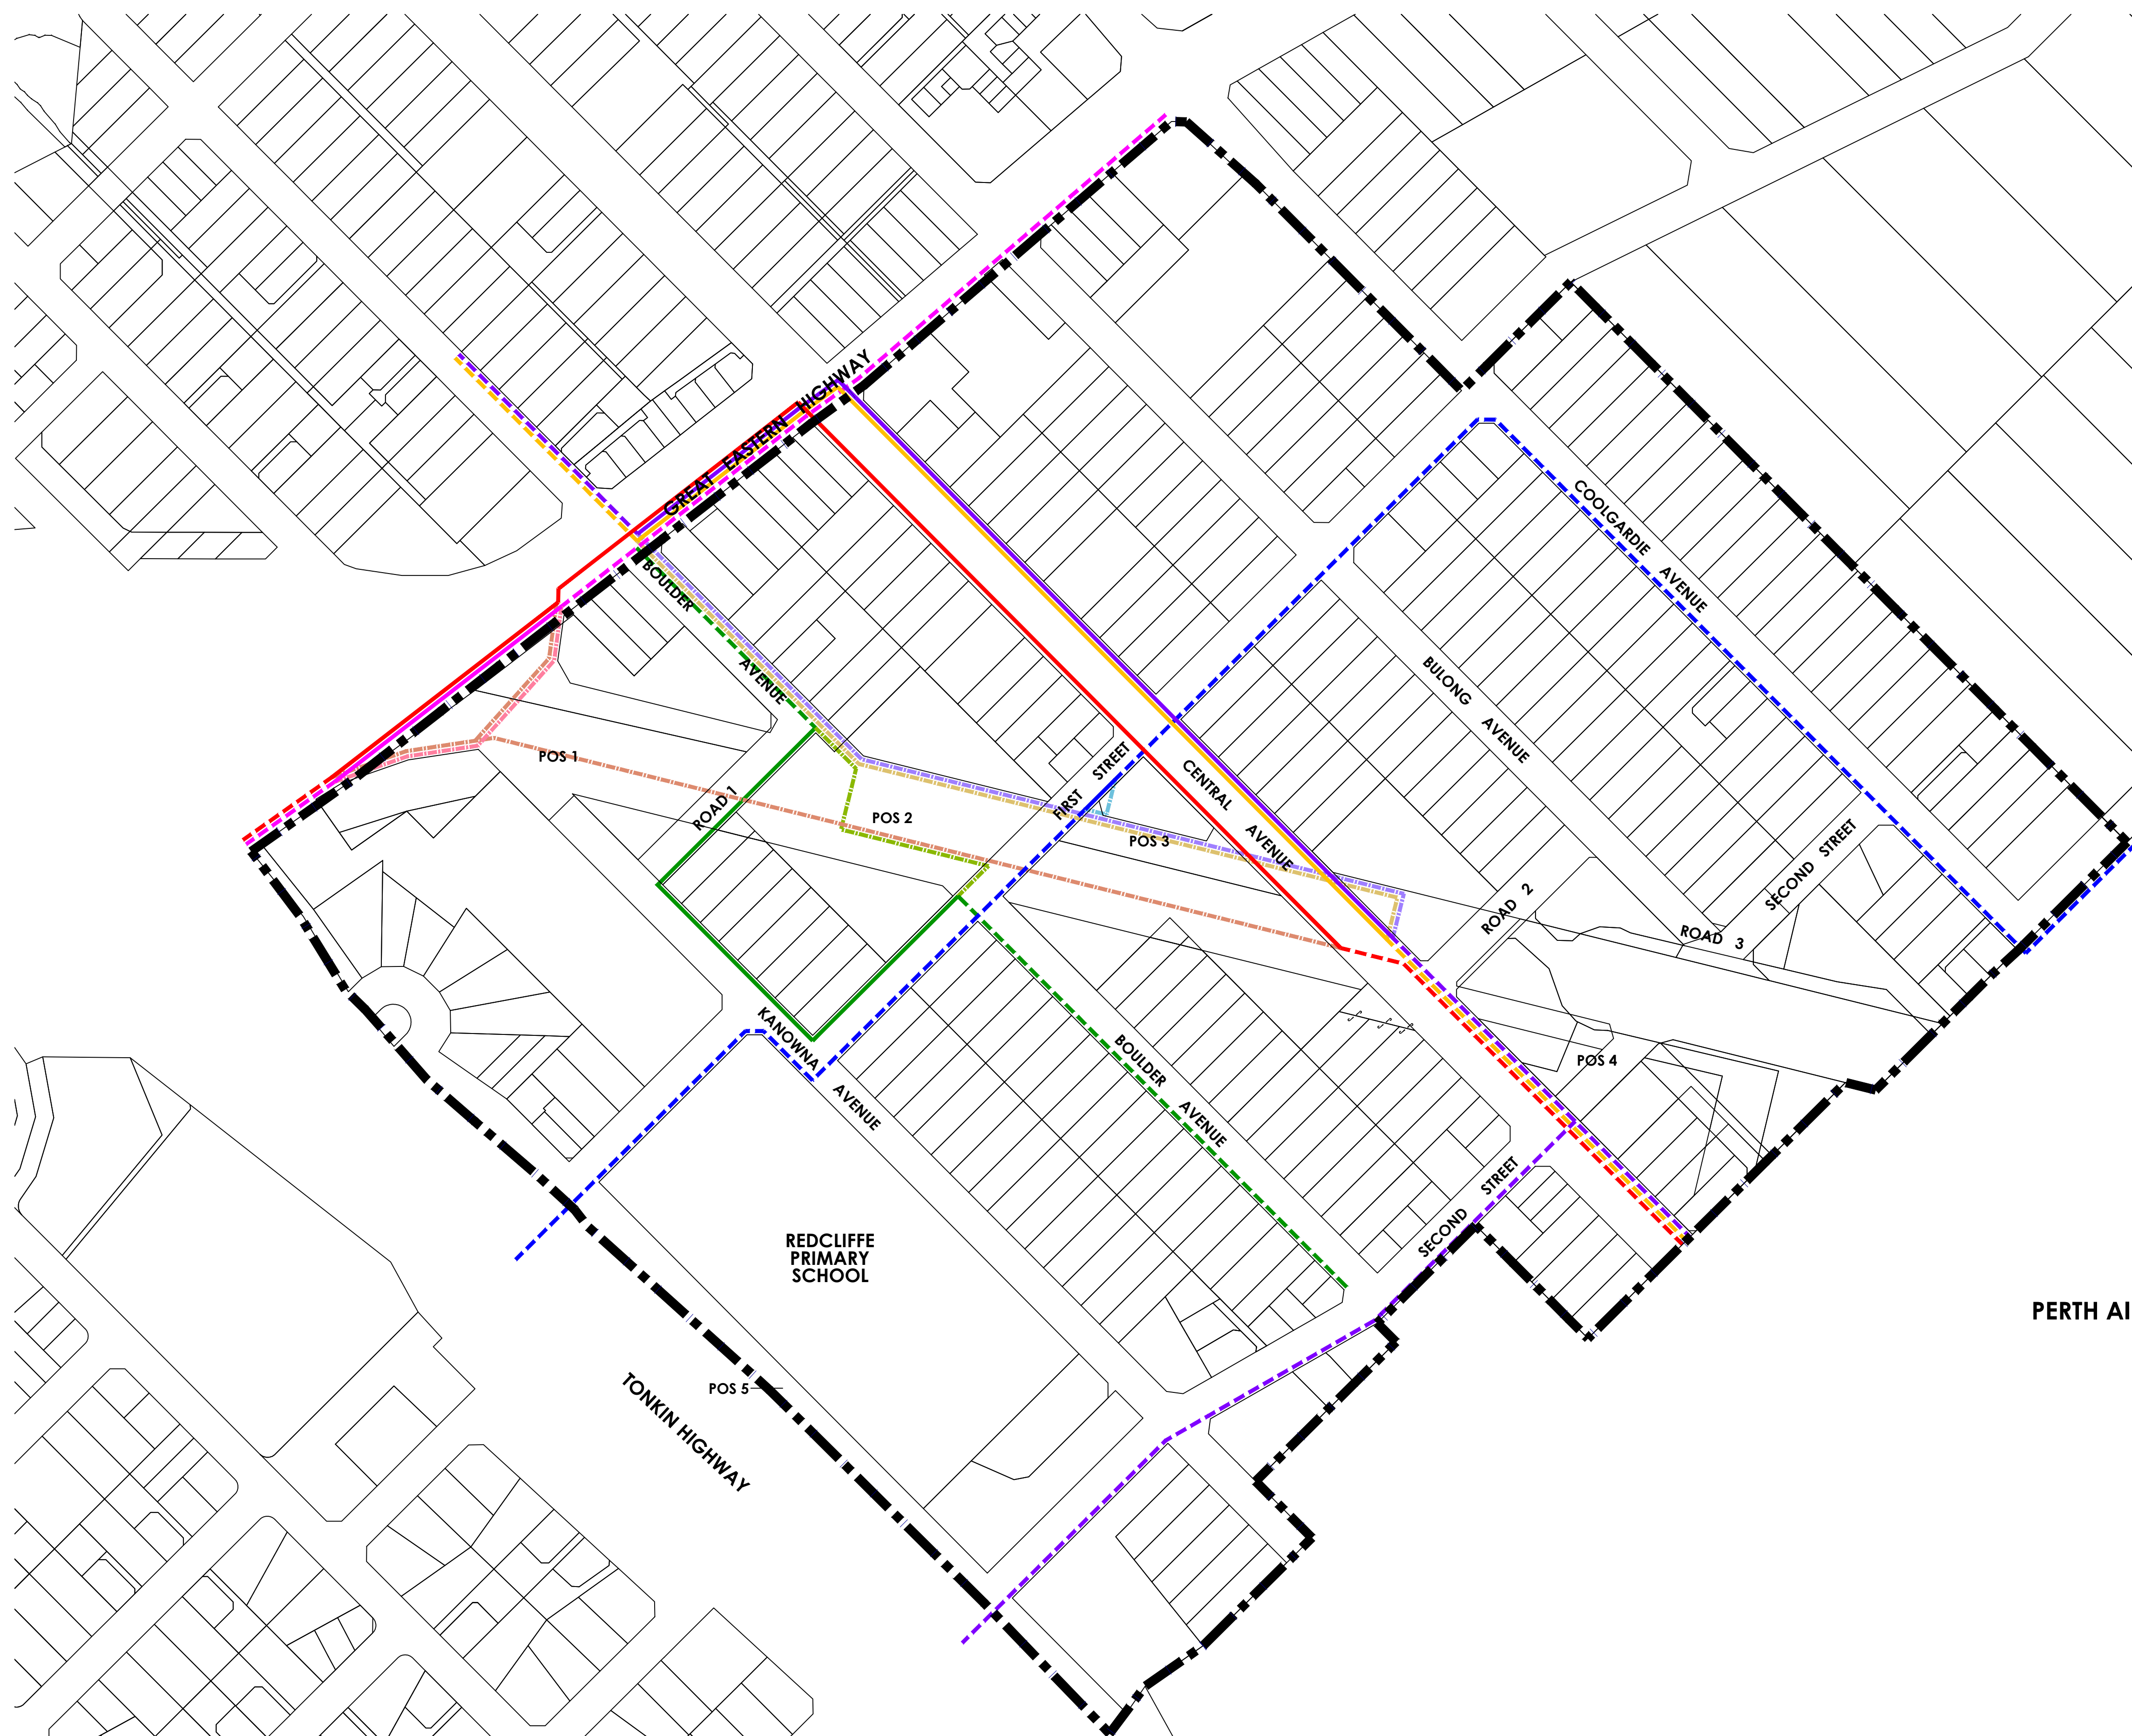 GREAT EASTERN HIGHWAY
COOLGARDIE AVENUE
BOULDER AVENUE
BULONG AVENUE
POS 1
ROAD 1
POS 2
FIRST STREET
CENTRAL AVENUE
POS 3
SECOND STREET
ROAD 2
ROAD 3
KANOWNA AVENUE
BOULDER AVENUE
POS 4
SECOND STREET
REDCLIFFE
PRIMARY
SCHOOL
PERTH AI
POS 5
TONKIN HIGHWAY